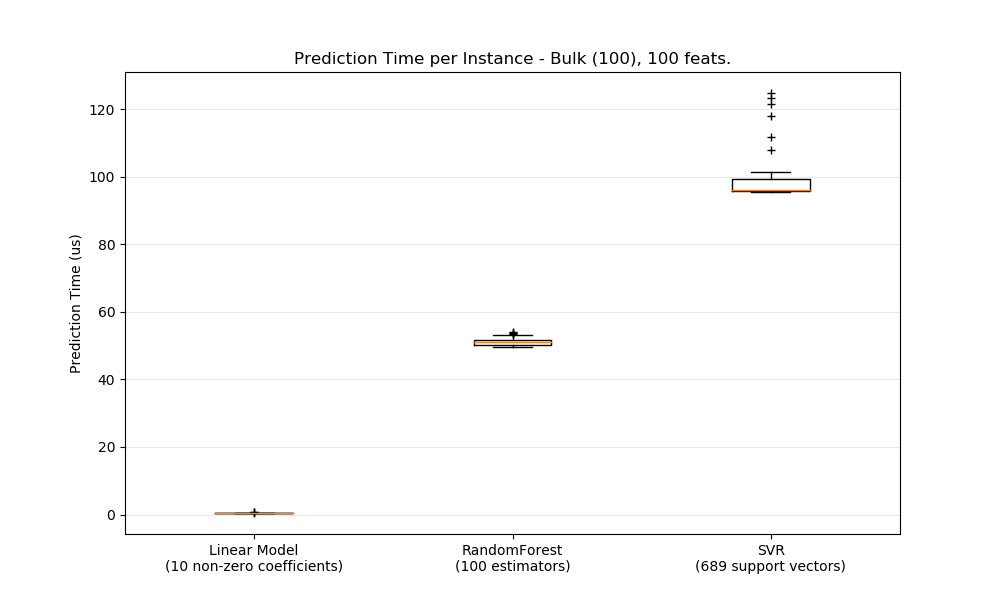 Prediction Time per Instance - Bulk (100), 100 feats.
120
100
80
60
40
20
0
Prediction Time (us)
Linear Model
(10 non-zero coefficients)
RandomForest
(100 estimators)
SVR
(689 support vectors)